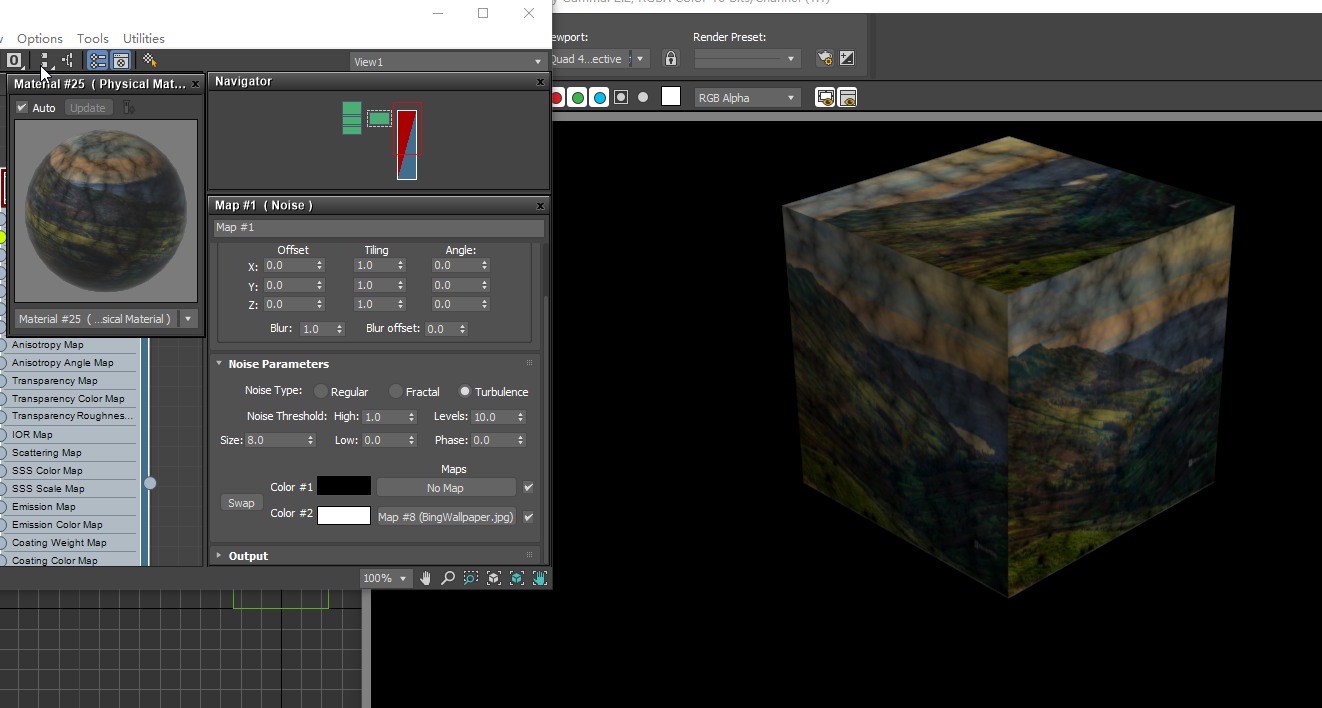 Options Tools Utilities
View1
Material #25 ( Physical Mat...
Auto Update
Material #25 ( ...sical Material )
Anisotropy Map
Anisotropy Angle Map
Transparency Map
Transparency Color Map
Transparency Roughnes...
IOR Map
Scattering Map
SSS Color Map
SSS Scale Map
Emission Map
Emission Color Map
Coating Weight Map
Coating Color Map
Navigator
Map #1 ( Noise )
Map #1
Offset Tiling Angle:
X: 0.0 1.0 0.0
Y: 0.0 1.0 0.0
Z: 0.0 1.0 0.0
Blur: 1.0 Blur offset: 0.0
Noise Parameters
Noise Type: Regular Fractal Turbulence
Noise Threshold: High: 1.0 Levels: 10.0
Size: 8.0 Low: 0.0 Phase: 0.0
Maps
Color #1 No Map
Swap
Color #2 Map #8 (BingWallpaper.jpg)
Output
100%
ewport: Render Preset:
Quad 4...ective
RGB Alpha